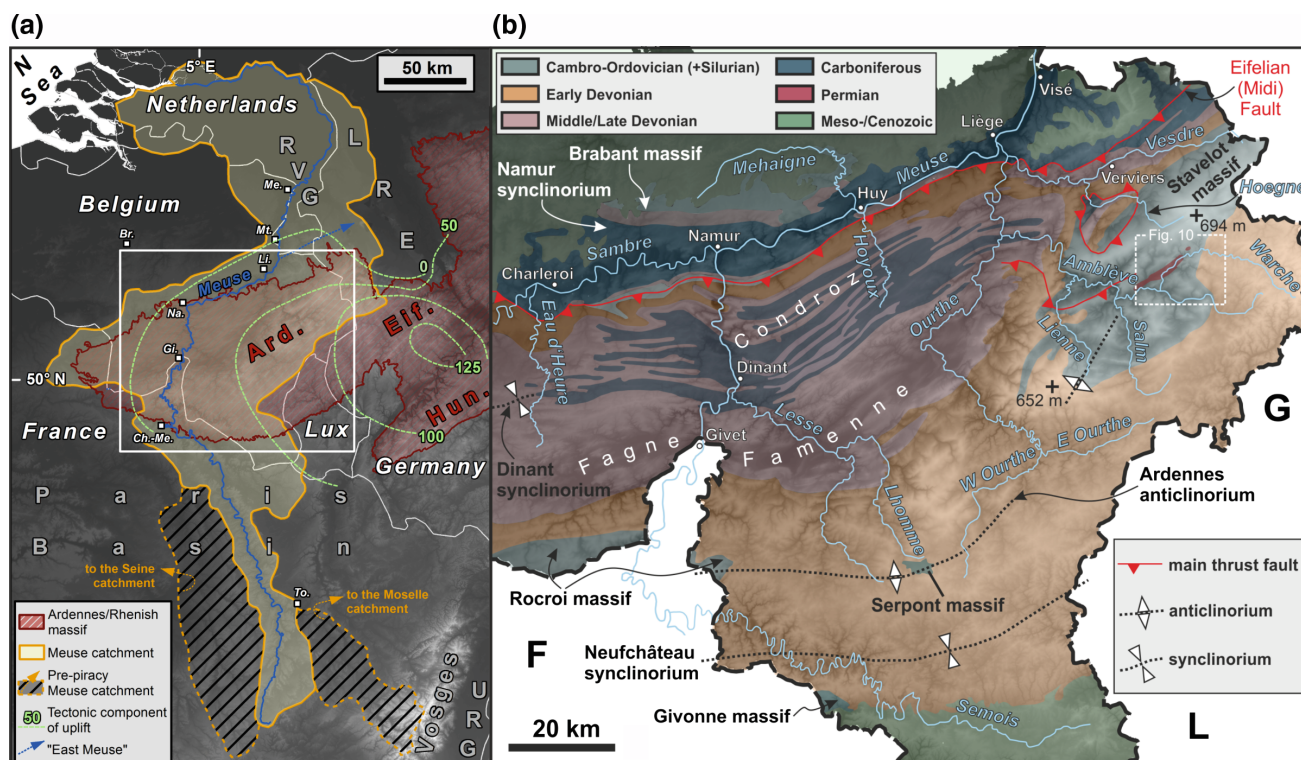 (a)
N
Sea
5° E
50 km
Netherlands
R
V
G
L
R
E
Me.
Belgium
Br.
Mt.
Li.
50
0
Meuse
Na.
Ard.
Eif.
125
Gi.
50° N
Hun.
100
France
Ch.-Me.
Lux
Germany
P a r i s
B a s i n
to the Seine
catchment
To.
to the Moselle
catchment
Vosges
U
R
G
Ardennes/Rhenish
massif
Meuse catchment
Pre-piracy
Meuse catchment
50
Tectonic component
of uplift
"East Meuse"
(b)
Cambro-Ordovician (+Silurian)
Early Devonian
Middle/Late Devonian
Carboniferous
Permian
Meso-/Cenozoic
Visé
Eifelian
(Midi)
Fault
Liège
Brabant massif
Mehaigne
Meuse
Vesdre
Namur
synclinorium
Verviers
Stavelot
massif
Hoegne
Huy
694 m
Fig. 10
Sambre
Namur
Hoyoux
Charleroi
Amblève
Warche
Eau d'Heure
Condroz
Ourthe
Lienne
Salm
Dinant
652 m
G
Lesse
Givet
Fagne
Famenne
E Ourthe
W Ourthe
Dinant
synclinorium
Ardennes
anticlinorium
Lhomme
Rocroi massif
Serpont massif
main thrust fault
anticlinorium
synclinorium
F
Neufchâteau
synclinorium
Givonne massif
Semois
L
20 km